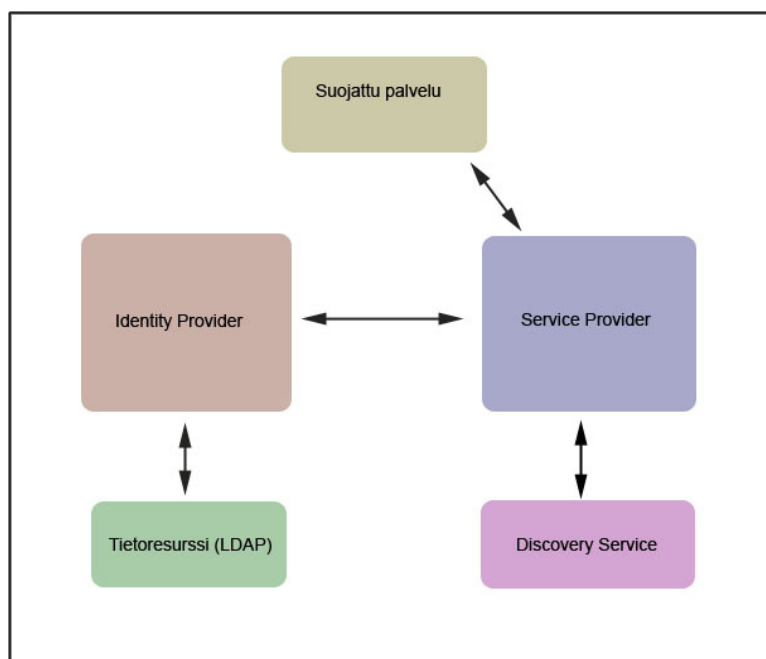 Suojattu palvelu
Identity Provider
Service Provider
Tietoresurssi (LDAP)
Discovery Service